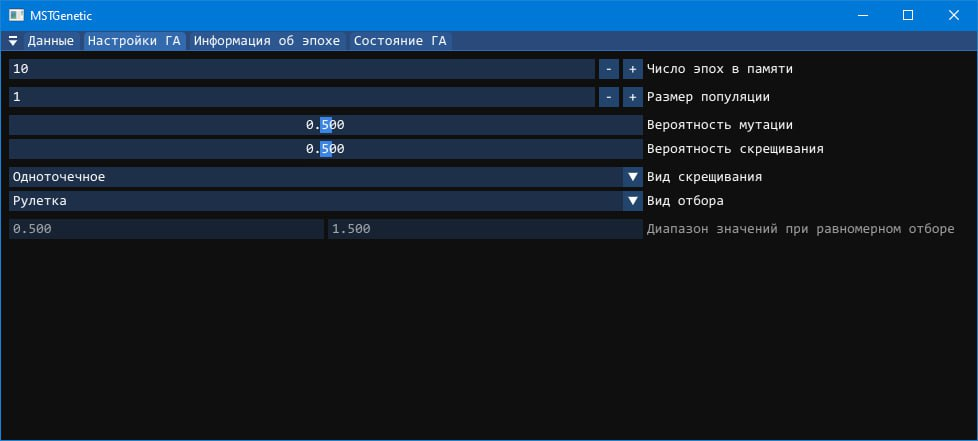 MSTGenetic
Данные Настройки ГА Информация об эпохе Состояние ГА
10 - + Число эпох в памяти
1 - + Размер популяции
0.500 Вероятность мутации
0.500 Вероятность скрещивания
Одноточечное Вид скрещивания
Рулетка Вид отбора
0.500 1.500 Диапазон значений при равномерном отборе